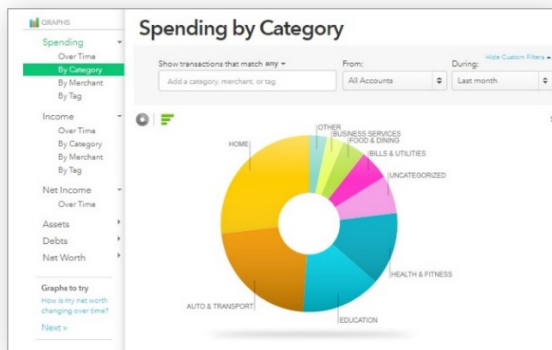 GRAPHS
Spending
Over Time
By Category
By Merchant
By Tag
Income
Over Time
By Category
By Merchant
By Tag
Net Income
Over Time
Assets
Debts
Net Worth
Graphs to try
How is my net worth
changing over time?
Next »
Spending by Category
Hide Custom Filters
Show transactions that match any
From:
During:
Add a category, merchant, or tag
All Accounts
Last month
OTHER
BUSINESS SERVICES
FOOD & DINING
HOME
BILLS & UTILITIES
UNCATEGORIZED
HEALTH & FITNESS
AUTO & TRANSPORT
EDUCATION